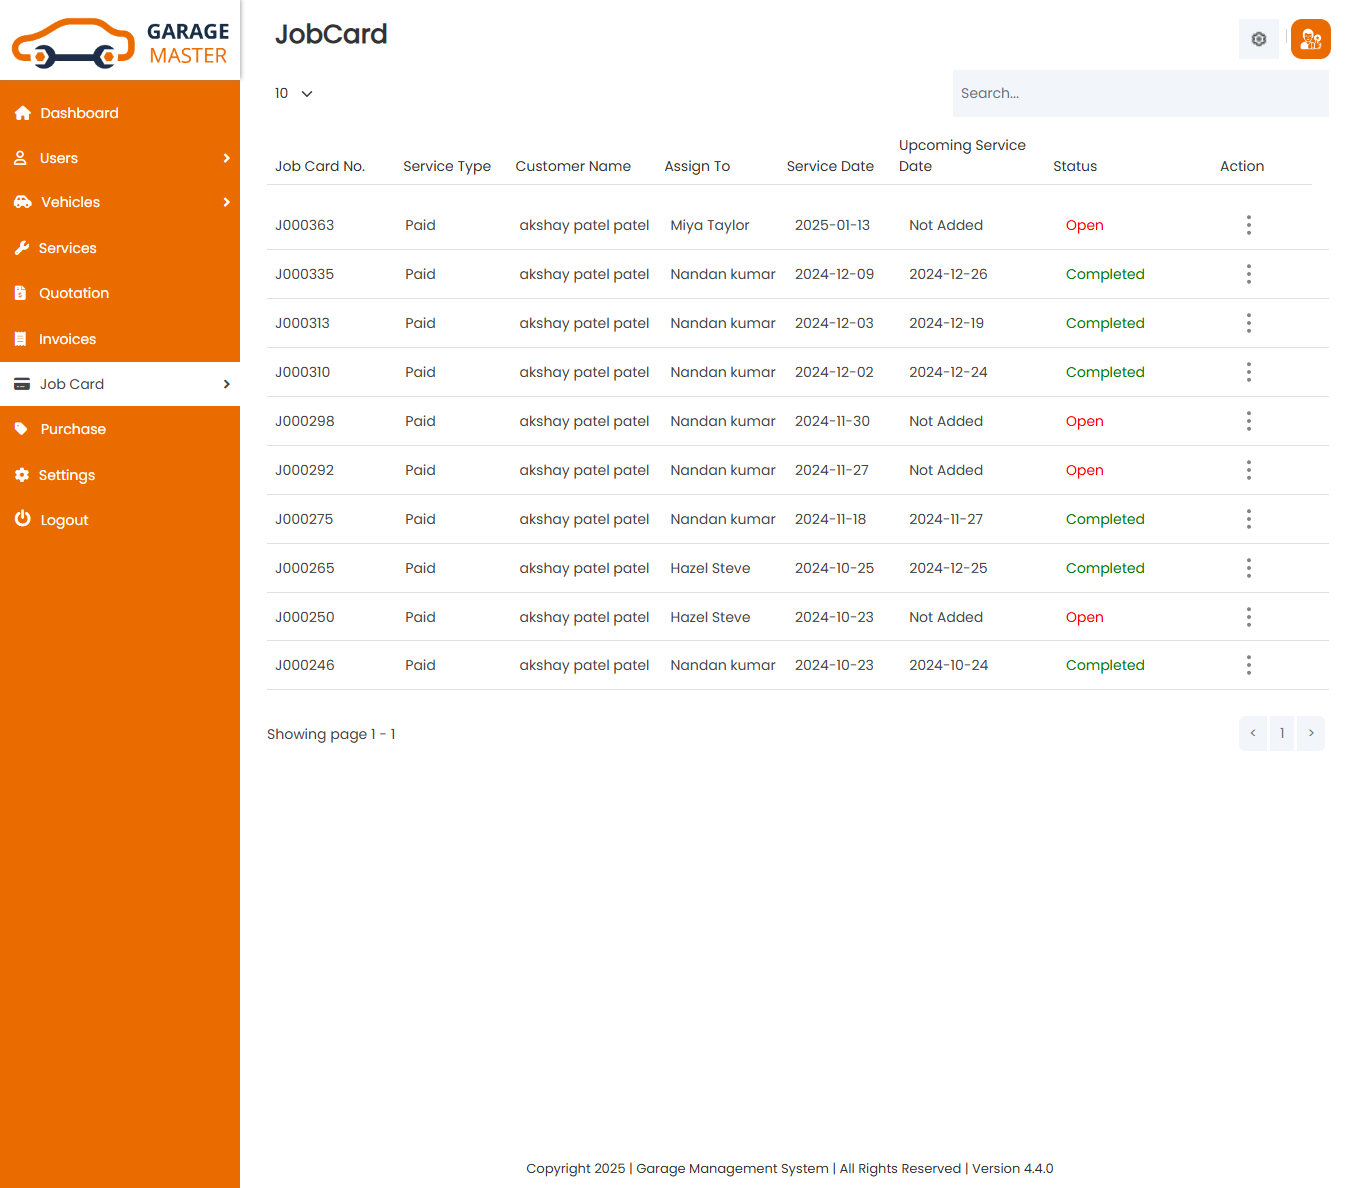 GARAGE
MASTER
JobCard
Dashboard
Users
Vehicles
Services
Quotation
Invoices
Job Card
Purchase
Settings
Logout
10
Search...
Job Card No. Service Type Customer Name Assign To Service Date Upcoming Service Date Status Action
J000363 Paid akshay patel patel Miya Taylor 2025-01-13 Not Added Open
J000335 Paid akshay patel patel Nandan kumar 2024-12-09 2024-12-26 Completed
J000313 Paid akshay patel patel Nandan kumar 2024-12-03 2024-12-19 Completed
J000310 Paid akshay patel patel Nandan kumar 2024-12-02 2024-12-24 Completed
J000298 Paid akshay patel patel Nandan kumar 2024-11-30 Not Added Open
J000292 Paid akshay patel patel Nandan kumar 2024-11-27 Not Added Open
J000275 Paid akshay patel patel Nandan kumar 2024-11-18 2024-11-27 Completed
J000265 Paid akshay patel patel Hazel Steve 2024-10-25 2024-12-25 Completed
J000250 Paid akshay patel patel Hazel Steve 2024-10-23 Not Added Open
J000246 Paid akshay patel patel Nandan kumar 2024-10-23 2024-10-24 Completed
Showing page 1 - 1
< 1 >
Copyright 2025 | Garage Management System | All Rights Reserved | Version 4.4.0